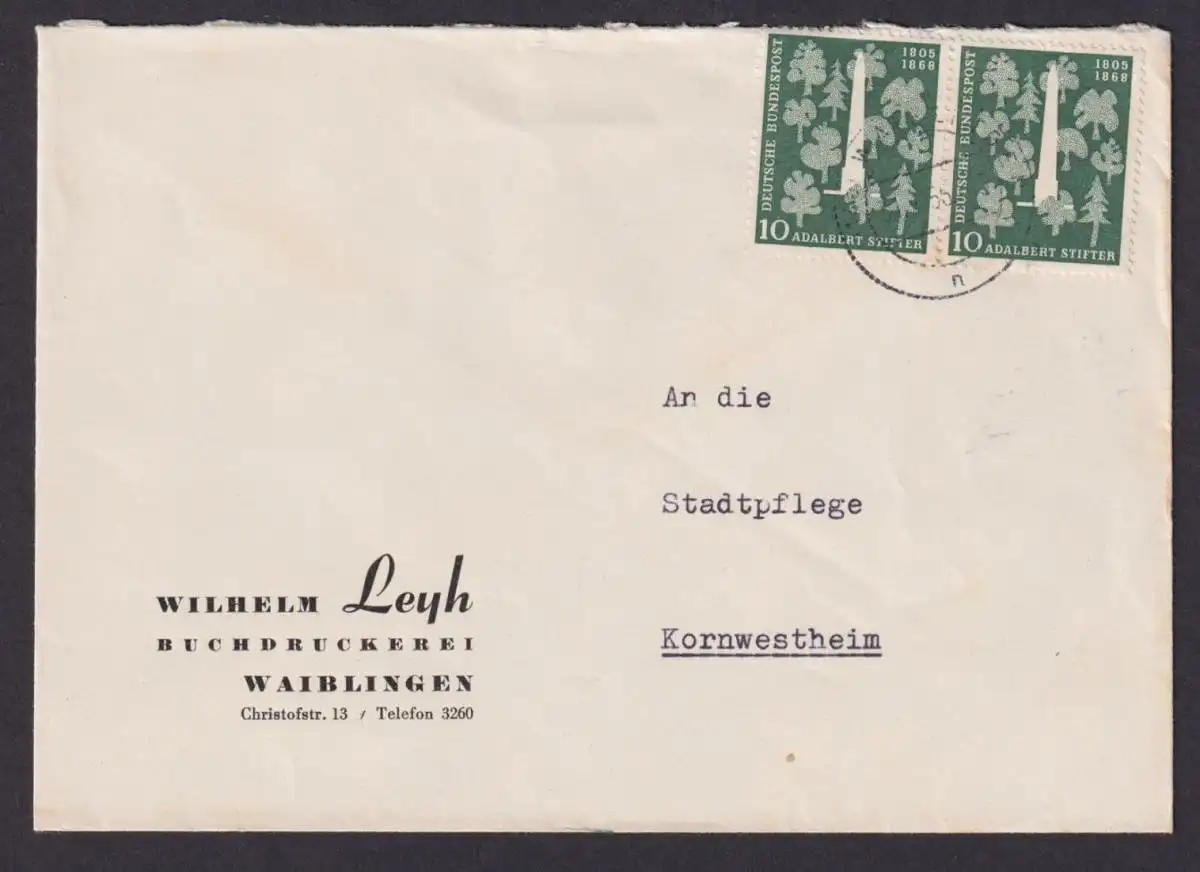 DEUTSCHE BUNDESPOST
1805
1868
10 ADALBERT STIFTER
DEUTSCHE BUNDESPOST
1805
1868
10 ADALBERT STIFTER
n
An die
Stadtpflege
Kornwestheim
WILHELM Leyh
BUCHDRUCKEREI
WAIBLINGEN
Christofstr. 13 / Telefon 3260